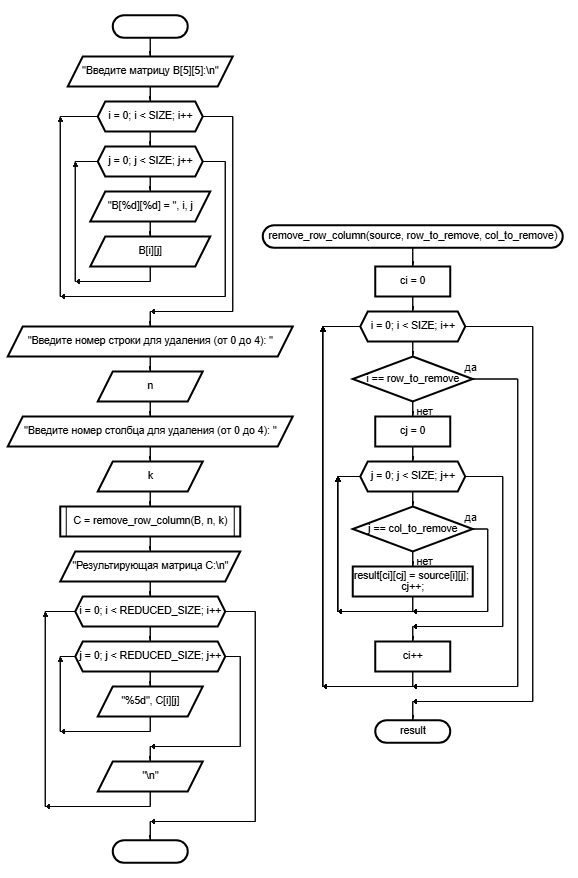 "Введите матрицу B[5][5]:\n"
i = 0; i < SIZE; i++
j = 0; j < SIZE; j++
"B[%d][%d] = ", i, j
B[i][j]
"Введите номер строки для удаления (от 0 до 4): "
n
"Введите номер столбца для удаления (от 0 до 4): "
k
C = remove_row_column(B, n, k)
"Результирующая матрица C:\n"
i = 0; i < REDUCED_SIZE; i++
j = 0; j < REDUCED_SIZE; j++
"%5d", C[i][j]
"\n"
remove_row_column(source, row_to_remove, col_to_remove)
ci = 0
i = 0; i < SIZE; i++
i == row_to_remove
да
нет
cj = 0
j = 0; j < SIZE; j++
j == col_to_remove
да
нет
result[ci][cj] = source[i][j];
cj++;
ci++
result